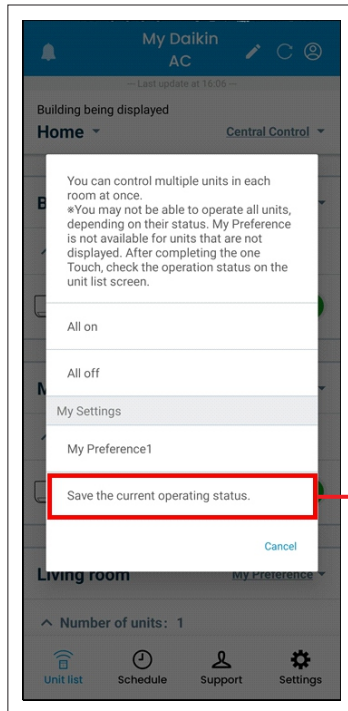 My Daikin
AC
— Last update at 16:06 —
Building being displayed
Home
Central Control
B
You can control multiple units in each
room at once.
※You may not be able to operate all units,
depending on their status. My Preference
is not available for units that are not
displayed. After completing the one
Touch, check the operation status on the
unit list screen.
All on
All off
M
My Settings
My Preference1
Save the current operating status.
Cancel
Living room
My Preference
Number of units: 1
Unit list
Schedule
Support
Settings